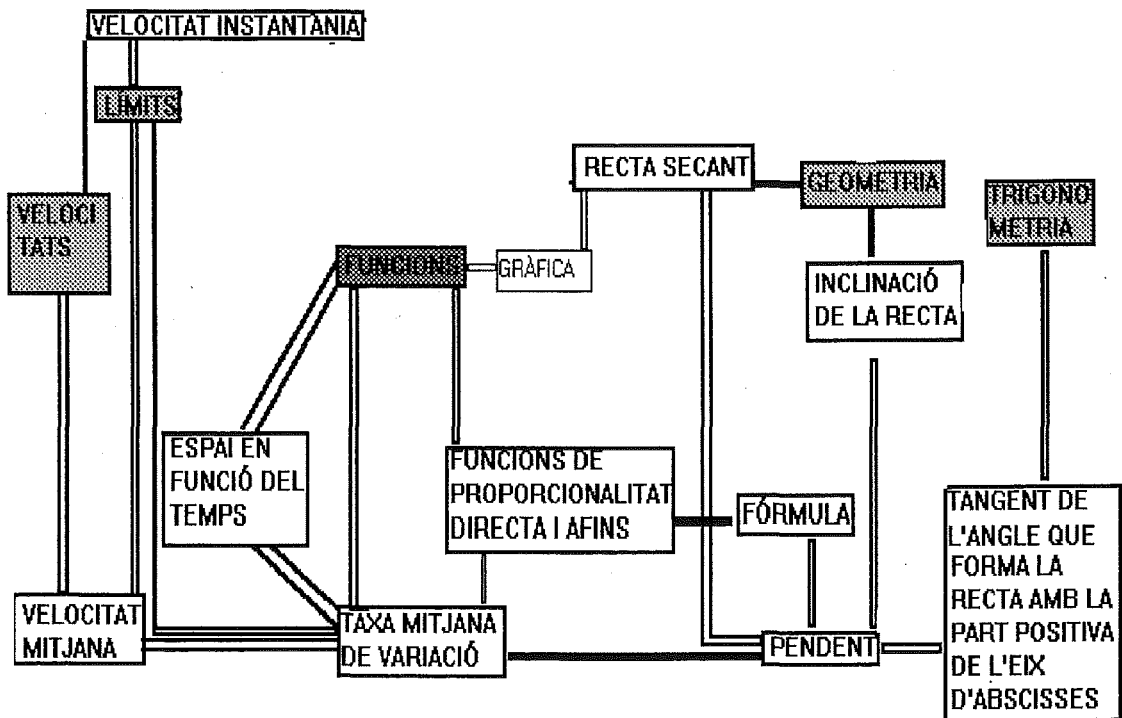 VELOCITAT INSTANTÀNIA
LÍMITS
RECTA SECANT
GEOMETRIA
TRIGONO
METRIA
VELOCI
TATS
FUNCIONS
GRÀFICA
INCLINACIÓ
DE LA RECTA
ESPAI EN
FUNCIÓ DEL
TEMPS
FUNCIONS DE
PROPORCIONALITAT
DIRECTA I AFINS
FÓRMULA
TANGENT DE
L'ANGLE QUE
FORMA LA
RECTA AMB LA
PART POSITIVA
DE L'EIX
D'ABSCISSES
VELOCITAT
MITJANA
TAXA MITJANA
DE VARIACIÓ
PENDENT